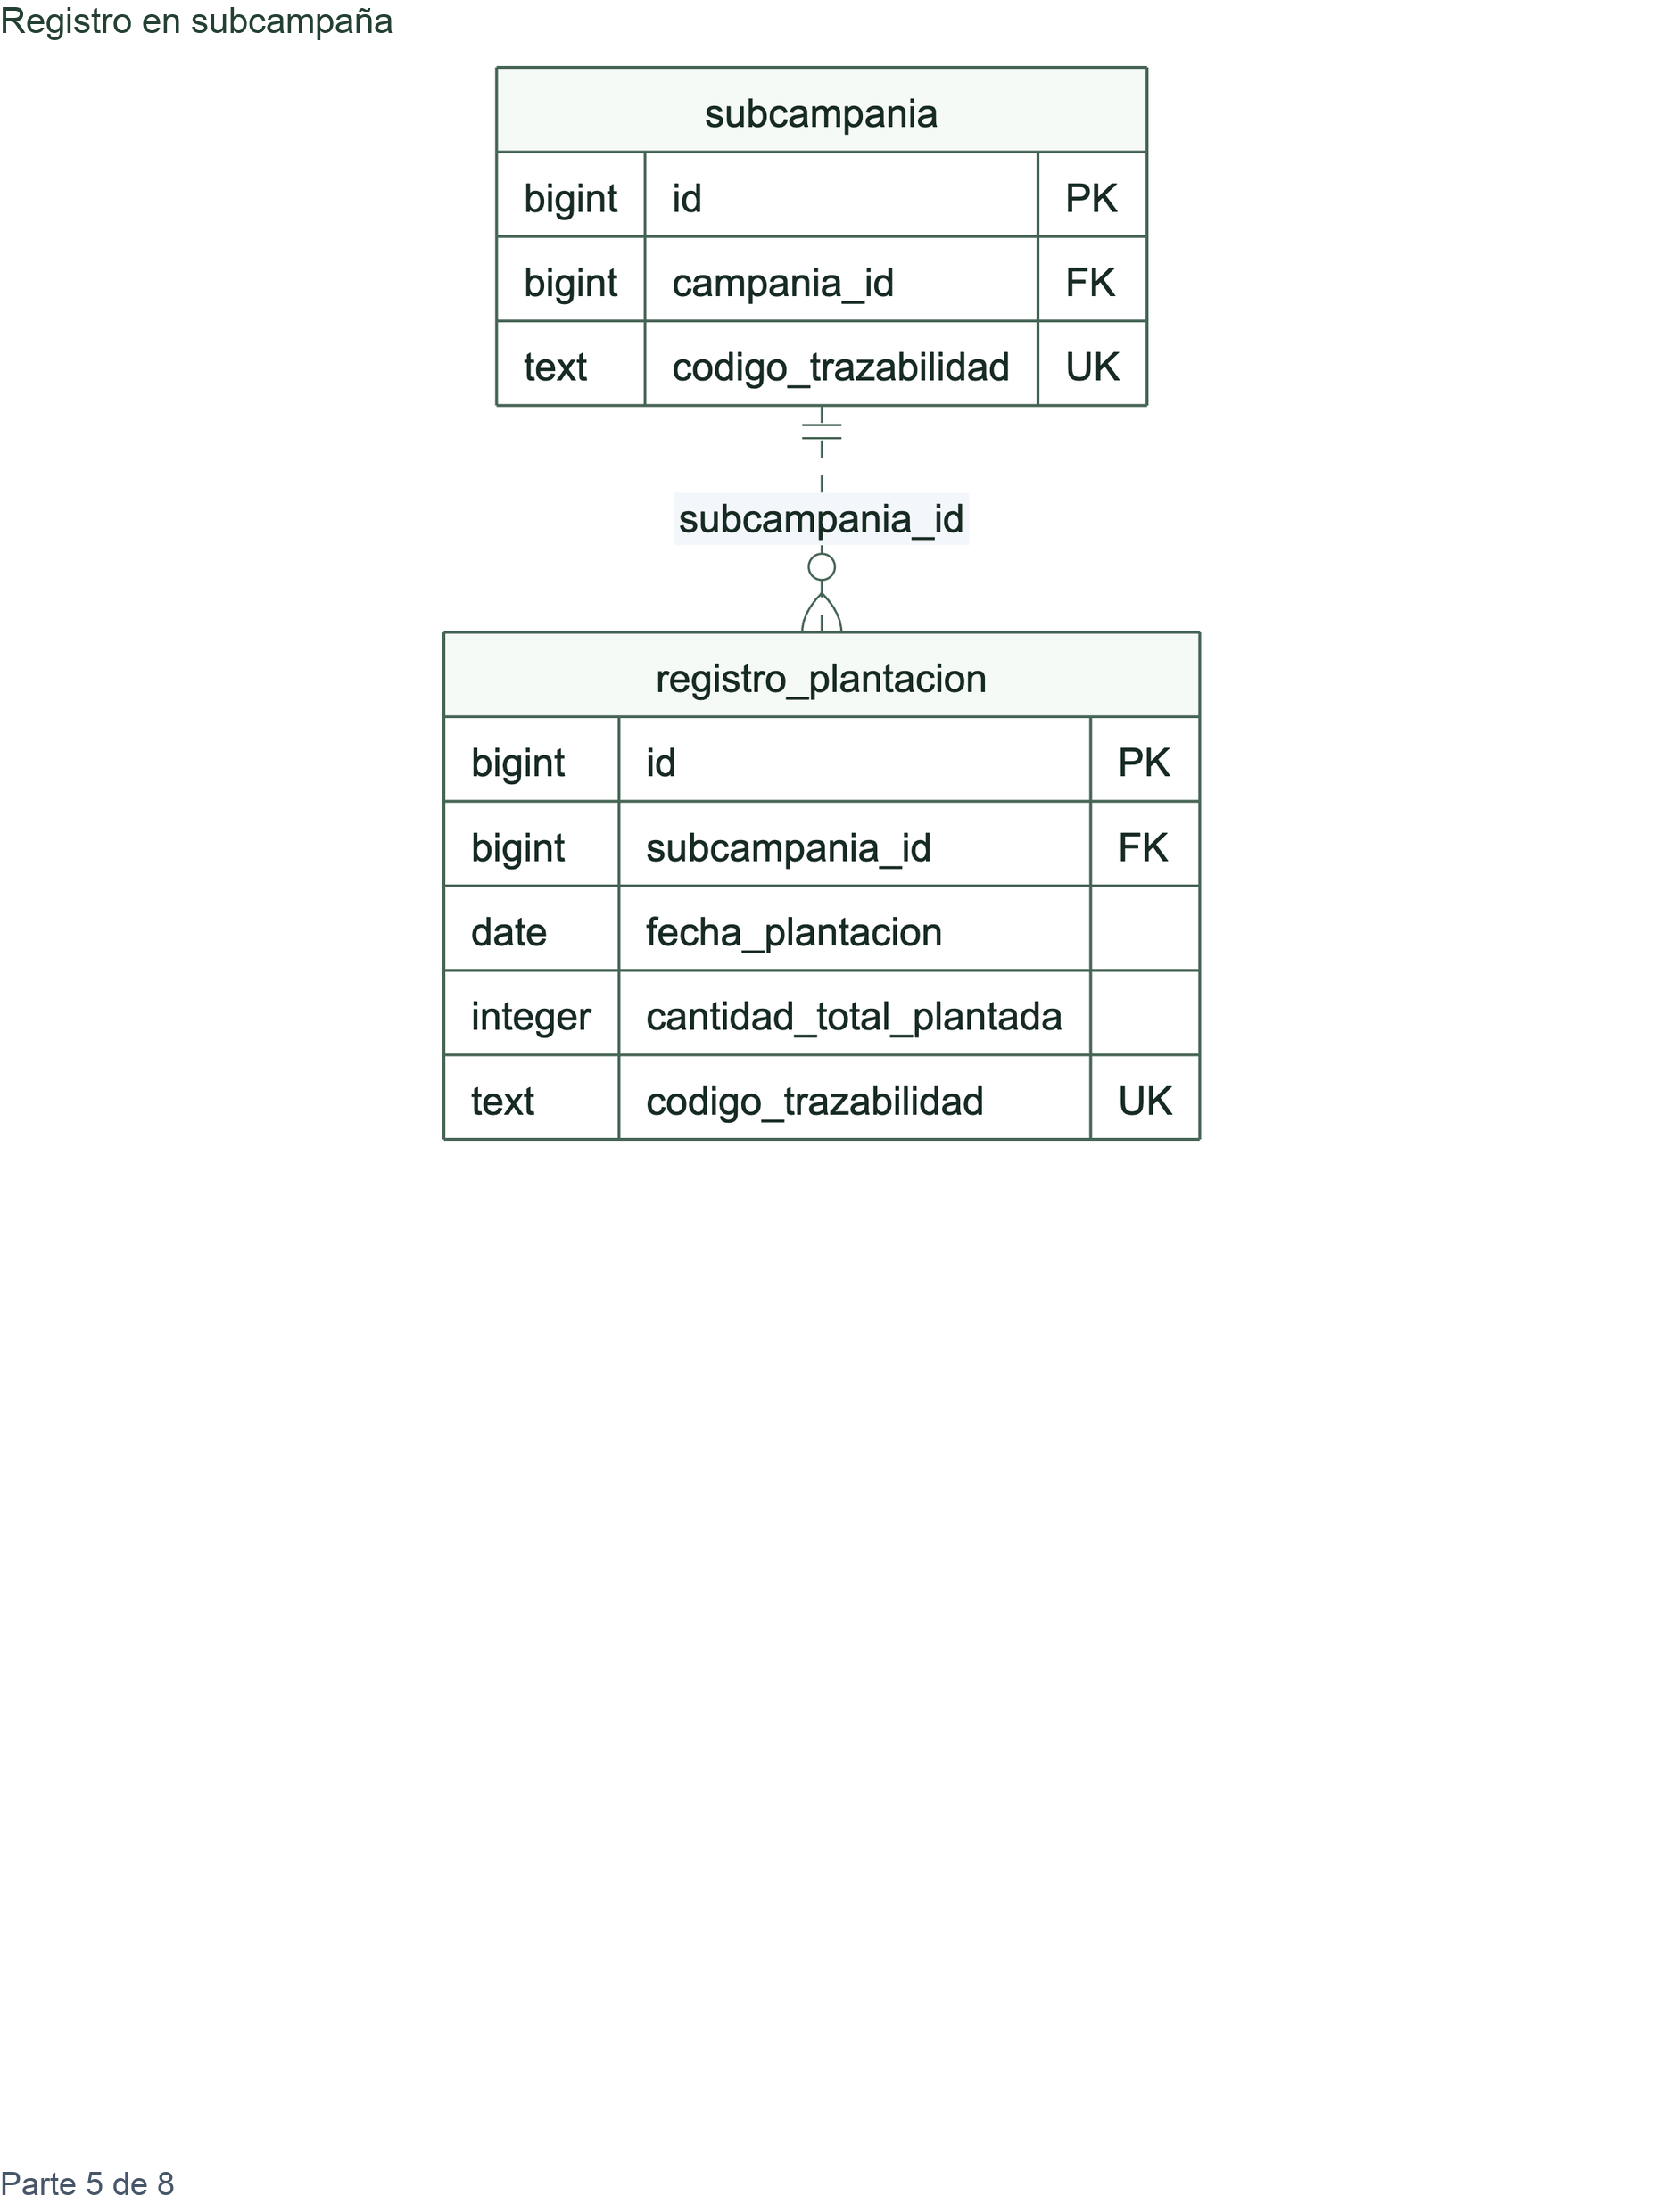 Registro en subcampaña
subcampania
bigint id PK
bigint campania_id FK
text codigo_trazabilidad UK
subcampania_id
registro_plantacion
bigint id PK
bigint subcampania_id FK
date fecha_plantacion
integer cantidad_total_plantada
text codigo_trazabilidad UK
Parte 5 de 8